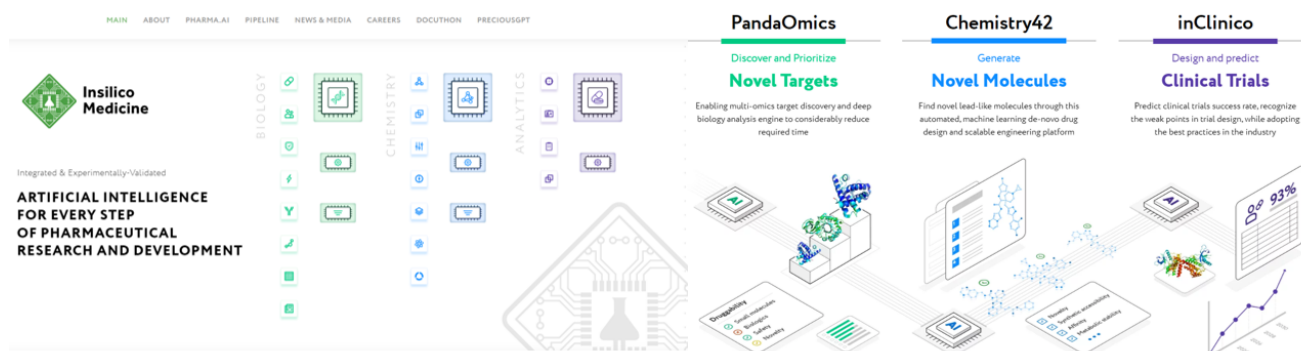 MAIN ABOUT PHARMA.AI PIPELINE NEWS & MEDIA CAREERS DOCUTHON PRECIOUSGPT
Insilico
Medicine
BIOLOGY
CHEMISTRY
ANALYTICS
Integrated & Experimentally-Validated
ARTIFICIAL INTELLIGENCE
FOR EVERY STEP
OF PHARMACEUTICAL
RESEARCH AND DEVELOPMENT
PandaOmics
Discover and Prioritize
Novel Targets
Enabling multi-omics target discovery and deep
biology analysis engine to considerably reduce
required time
AI
Druggability
Small molecules
Biologics
Safety
Novelty
Chemistry42
Generate
Novel Molecules
Find novel lead-like molecules through this
automated, machine learning de-novo drug
design and scalable engineering platform
AI
Novelty
Synthetic accessibility
Affinity
Metabolic stability
inClinico
Design and predict
Clinical Trials
Predict clinical trials success rate, recognize
the weak points in trial design, while adopting
the best practices in the industry
AI
93%